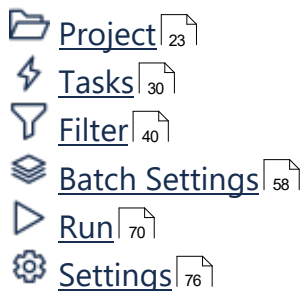 Project 23
Tasks 30
Filter 40
Batch Settings 58
Run 70
Settings 76